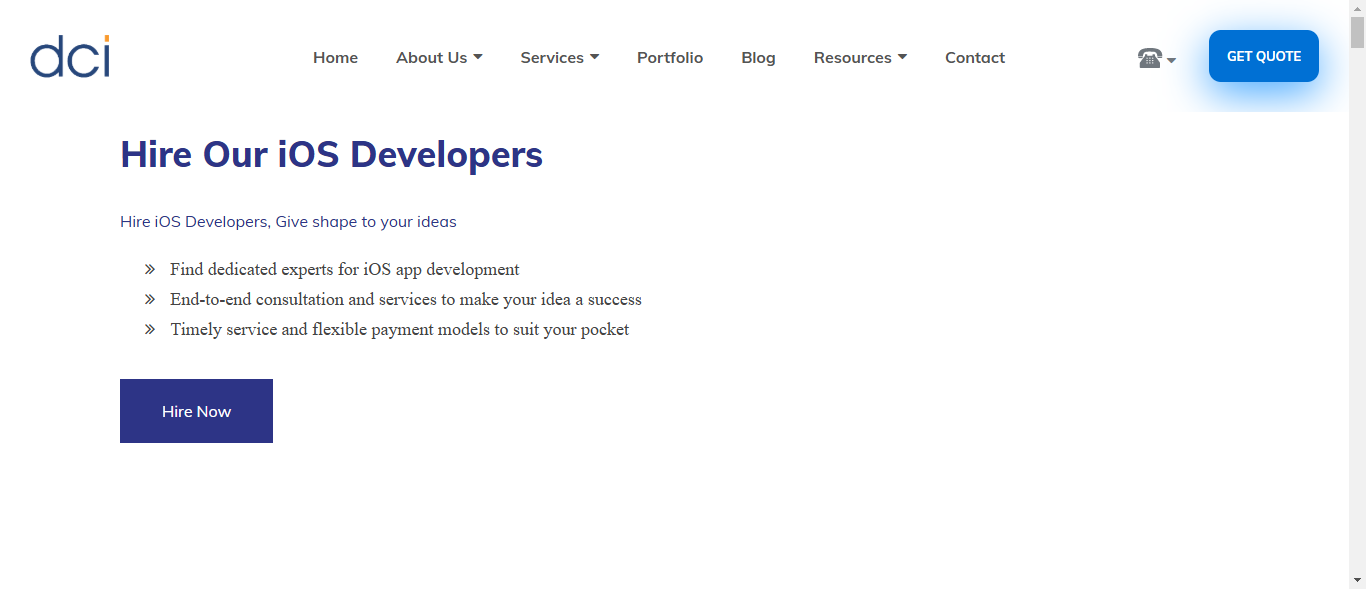 dci
Home About Us Services Portfolio Blog Resources Contact GET QUOTE
Hire Our iOS Developers
Hire iOS Developers, Give shape to your ideas
Find dedicated experts for iOS app development
End-to-end consultation and services to make your idea a success
Timely service and flexible payment models to suit your pocket
Hire Now